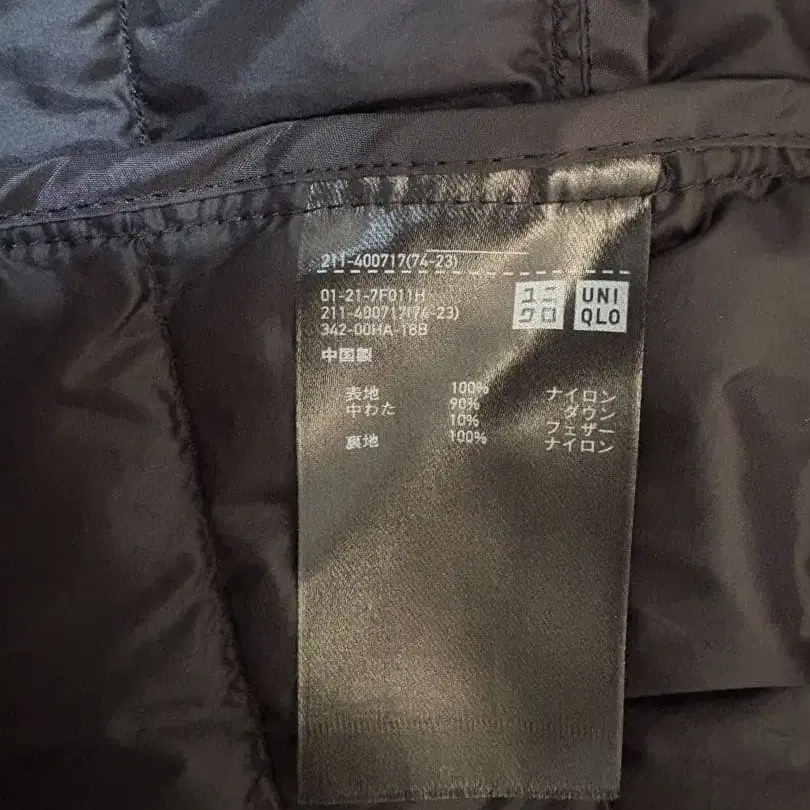 211-400717(74-23)
01-21-7F011H
211-400717(74-23)
342-00HA-18B
ユニ
クロ
UNI
QLO
中国製
表地 100% ナイロン
中わた 90% ダウン
10% フェザー
裏地 100% ナイロン